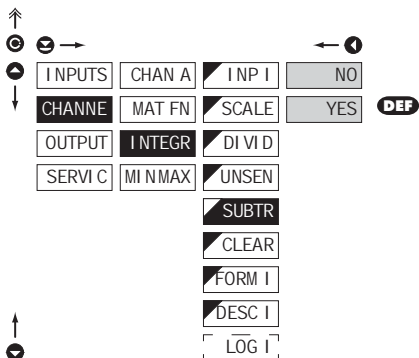 INPUTS CHAN A INP I NO
CHANNE MAT FN SCALE YES DEF
OUTPUT INTEGR DIVID
SERVIC MINMAX UNSEN
SUBTR
CLEAR
FORM I
DESC I
LOG I